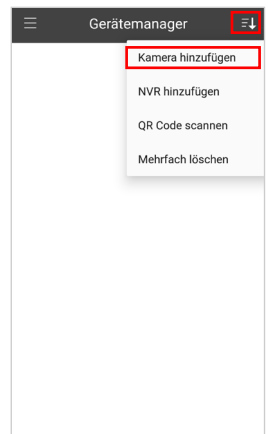 Gerätemanager
Kamera hinzufügen
NVR hinzufügen
QR Code scannen
Mehrfach löschen